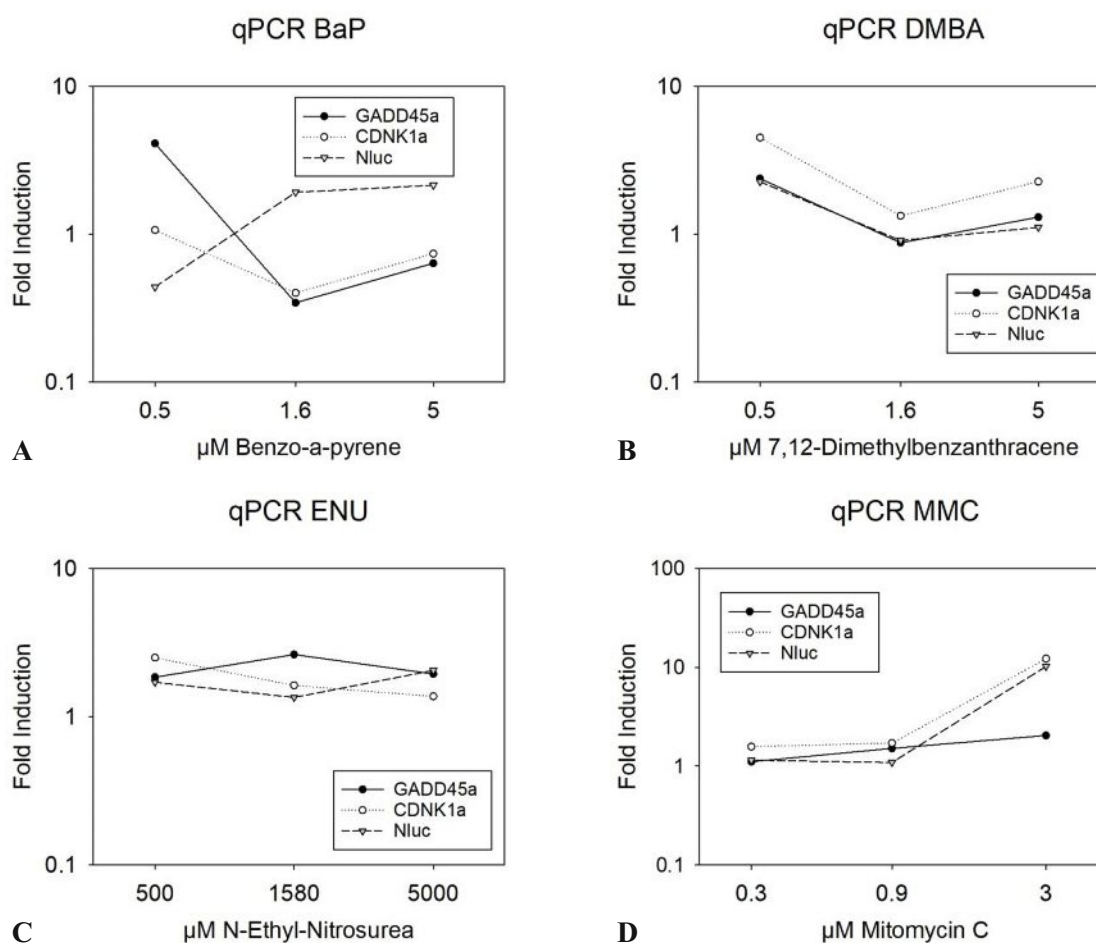 qPCR BaP
Fold Induction
10
1
0.1
GADD45a
CDNK1a
Nluc
0.5 1.6 5
µM Benzo-a-pyrene
A
qPCR DMBA
Fold Induction
10
1
0.1
GADD45a
CDNK1a
Nluc
0.5 1.6 5
µM 7,12-Dimethylbenzanthracene
B
qPCR ENU
Fold Induction
10
1
0.1
GADD45a
CDNK1a
Nluc
500 1580 5000
µM N-Ethyl-Nitrosurea
C
qPCR MMC
Fold Induction
100
10
1
0.1
GADD45a
CDNK1a
Nluc
0.3 0.9 3
µM Mitomycin C
D